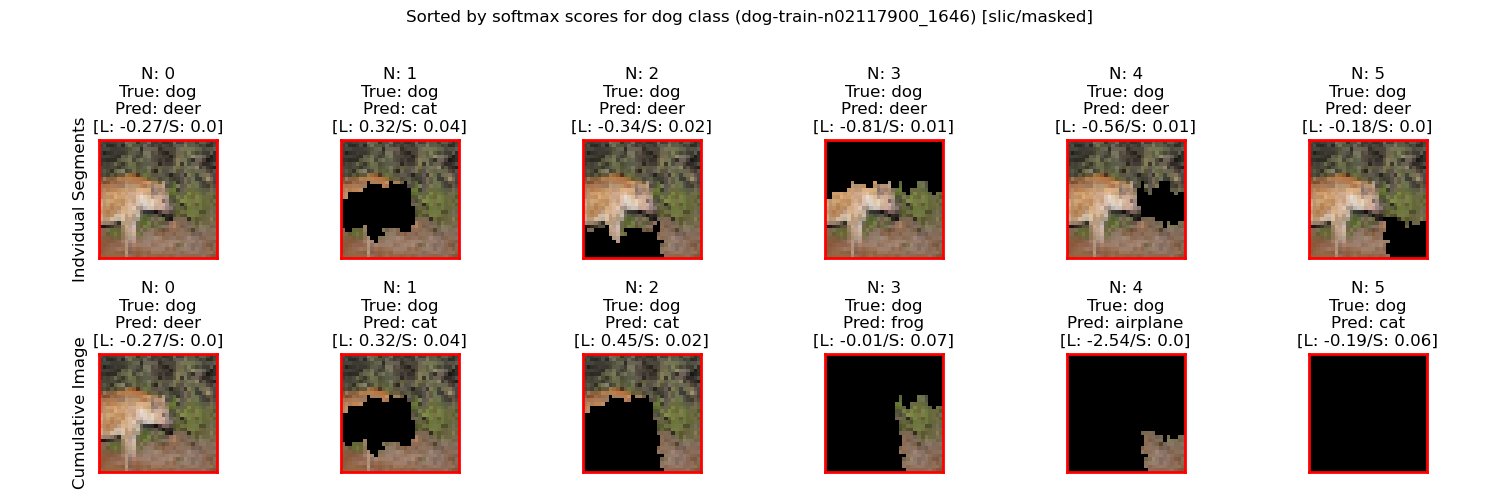 Sorted by softmax scores for dog class (dog-train-n02117900_1646) [slic/masked]
Indvidual Segments
N: 0
True: dog
Pred: deer
[L: -0.27/S: 0.0]
N: 1
True: dog
Pred: cat
[L: 0.32/S: 0.04]
N: 2
True: dog
Pred: deer
[L: -0.34/S: 0.02]
N: 3
True: dog
Pred: deer
[L: -0.81/S: 0.01]
N: 4
True: dog
Pred: deer
[L: -0.56/S: 0.01]
N: 5
True: dog
Pred: deer
[L: -0.18/S: 0.0]
Cumulative Image
N: 0
True: dog
Pred: deer
[L: -0.27/S: 0.0]
N: 1
True: dog
Pred: cat
[L: 0.32/S: 0.04]
N: 2
True: dog
Pred: cat
[L: 0.45/S: 0.02]
N: 3
True: dog
Pred: frog
[L: -0.01/S: 0.07]
N: 4
True: dog
Pred: airplane
[L: -2.54/S: 0.0]
N: 5
True: dog
Pred: cat
[L: -0.19/S: 0.06]